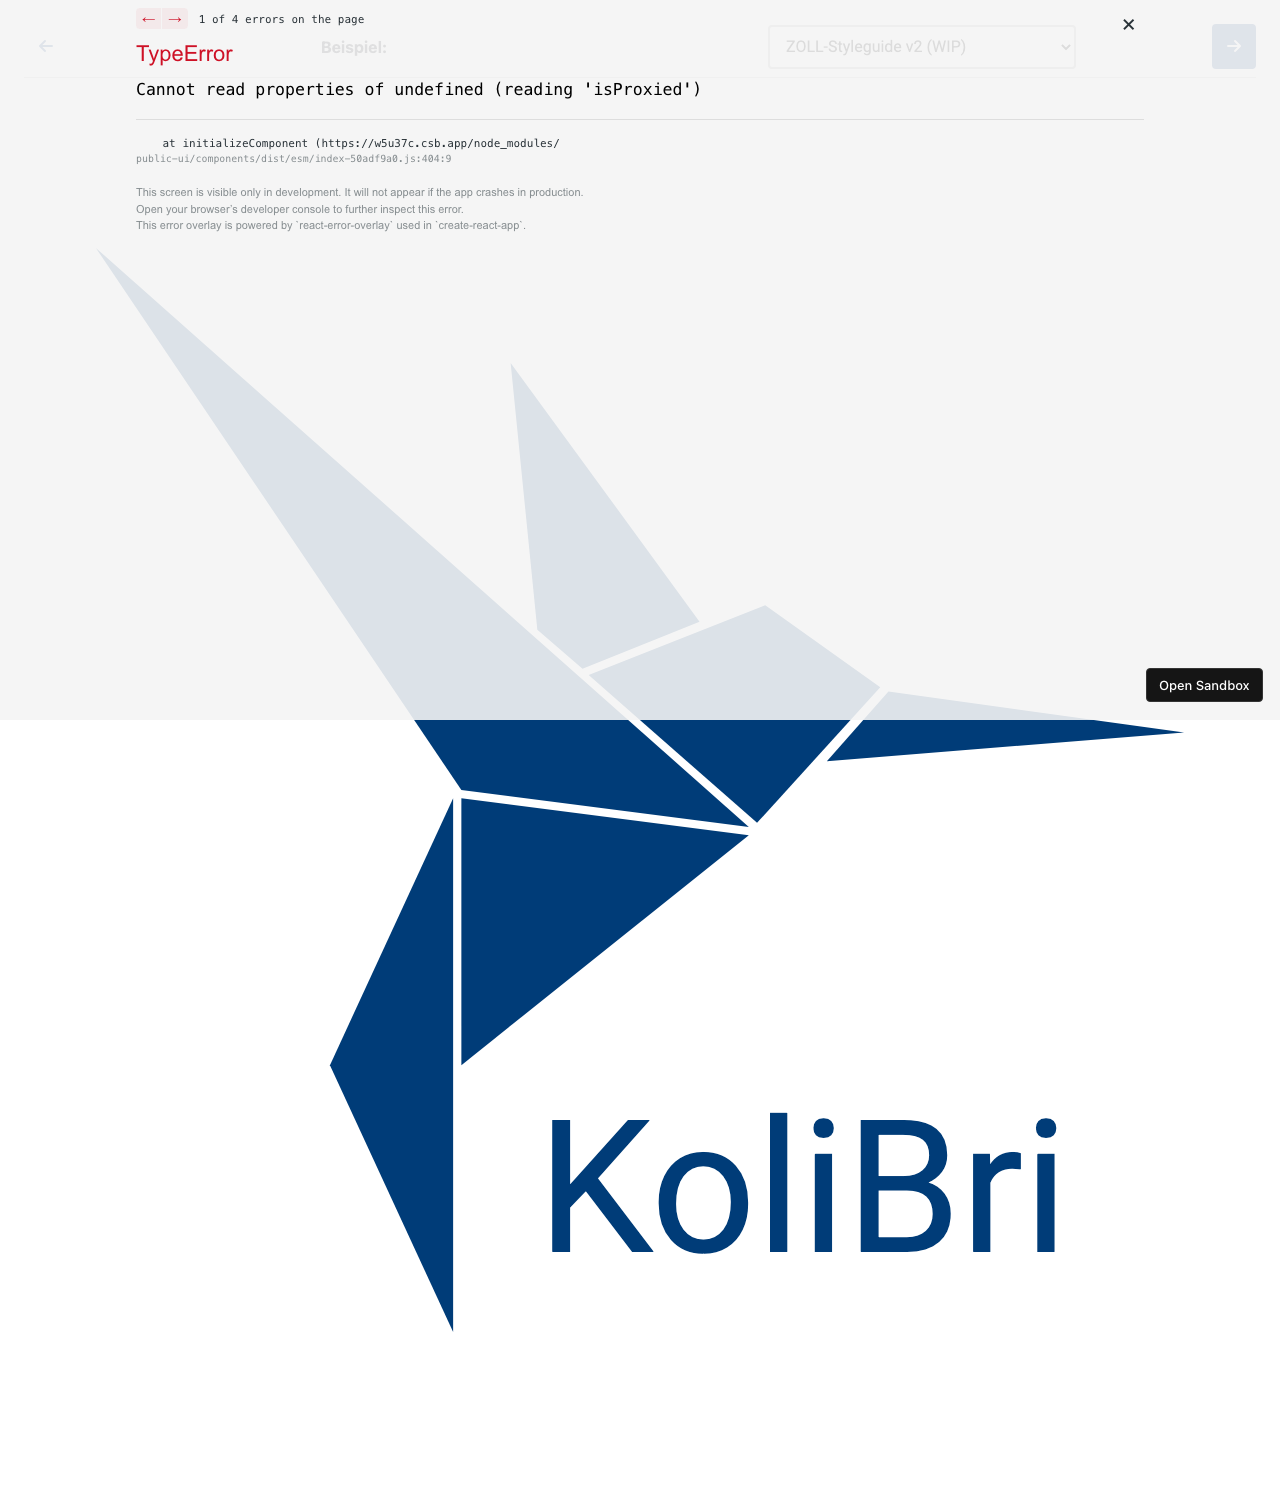 ← → 1 of 4 errors on the page
×
TypeError
← Beispiel: ZOLL-Styleguide v2 (WIP) →
Cannot read properties of undefined (reading 'isProxied')
at initializeComponent (https://w5u37c.csb.app/node_modules/
public-ui/components/dist/esm/index-50adf9a0.js:404:9
This screen is visible only in development. It will not appear if the app crashes in production.
Open your browser’s developer console to further inspect this error.
This error overlay is powered by `react-error-overlay` used in `create-react-app`.
Open Sandbox
KoliBri